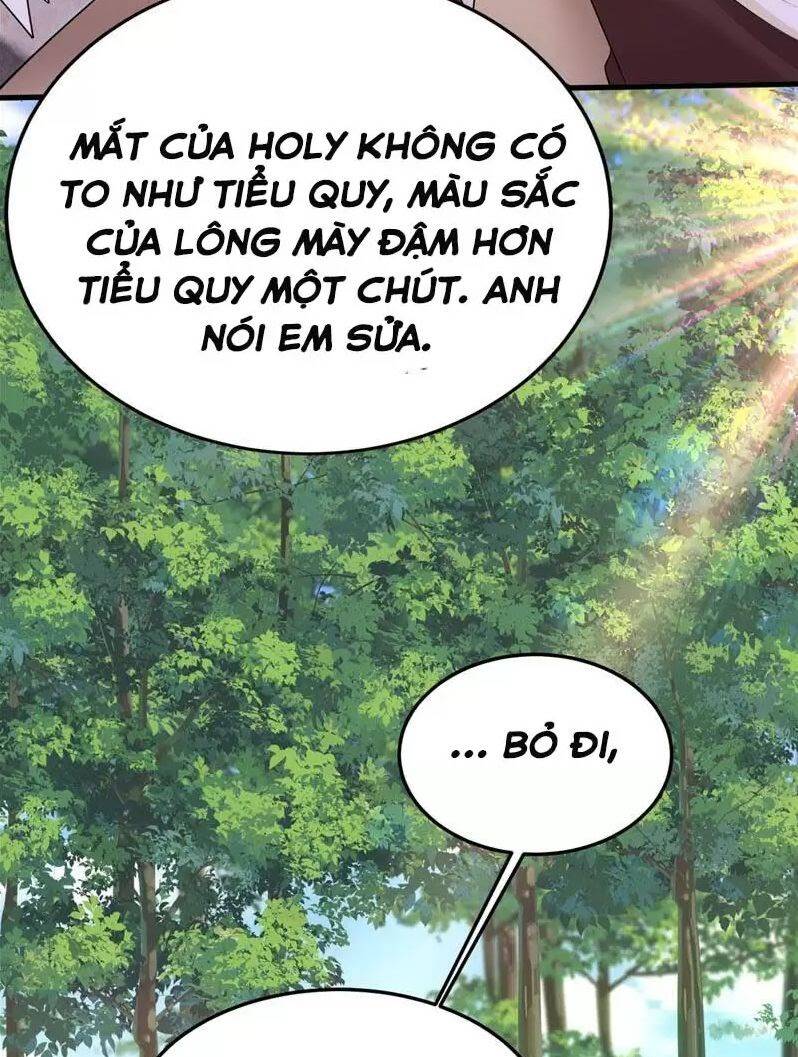 MẮT CỦA HOLY KHÔNG CÓ
TO NHƯ TIỂU QUY, MÀU SẮC
CỦA LÔNG MÀY ĐẬM HƠN
TIỂU QUY MỘT CHÚT. ANH
NÓI EM SỬA.
... BỎ ĐI,